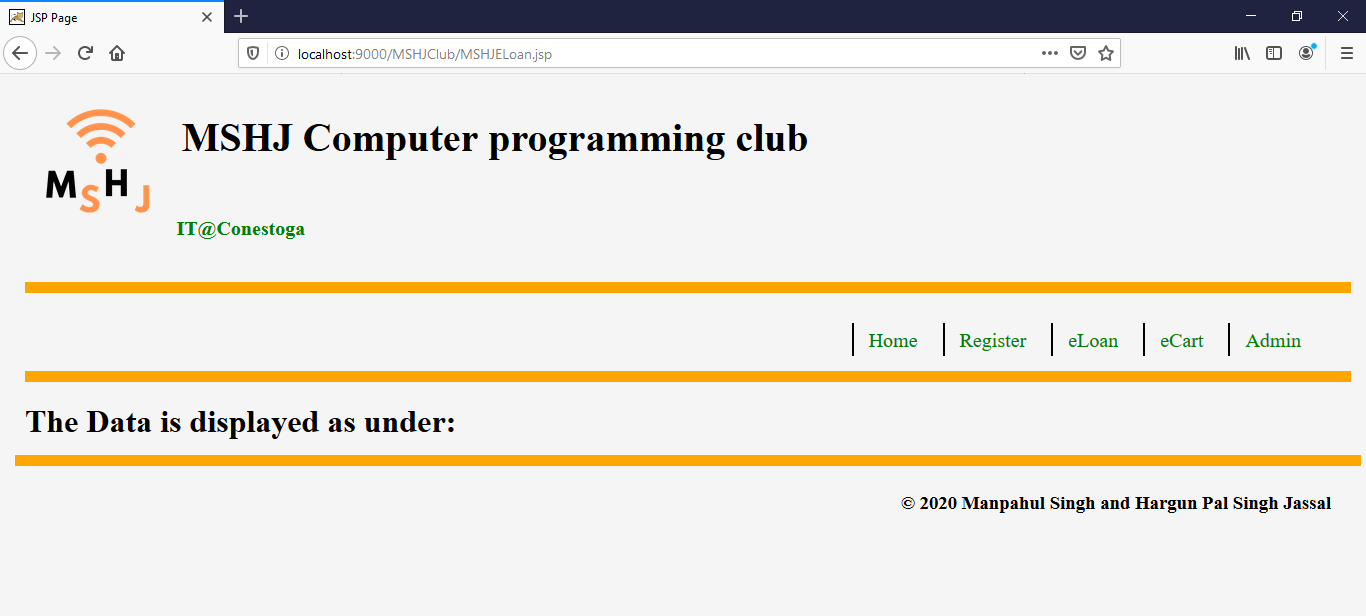 JSP Page
localhost:9000/MSHJClub/MSHJELoan.jsp
MSHJ
MSHJ Computer programming club
IT@Conestoga
Home Register eLoan eCart Admin
The Data is displayed as under:
© 2020 Manpahul Singh and Hargun Pal Singh Jassal